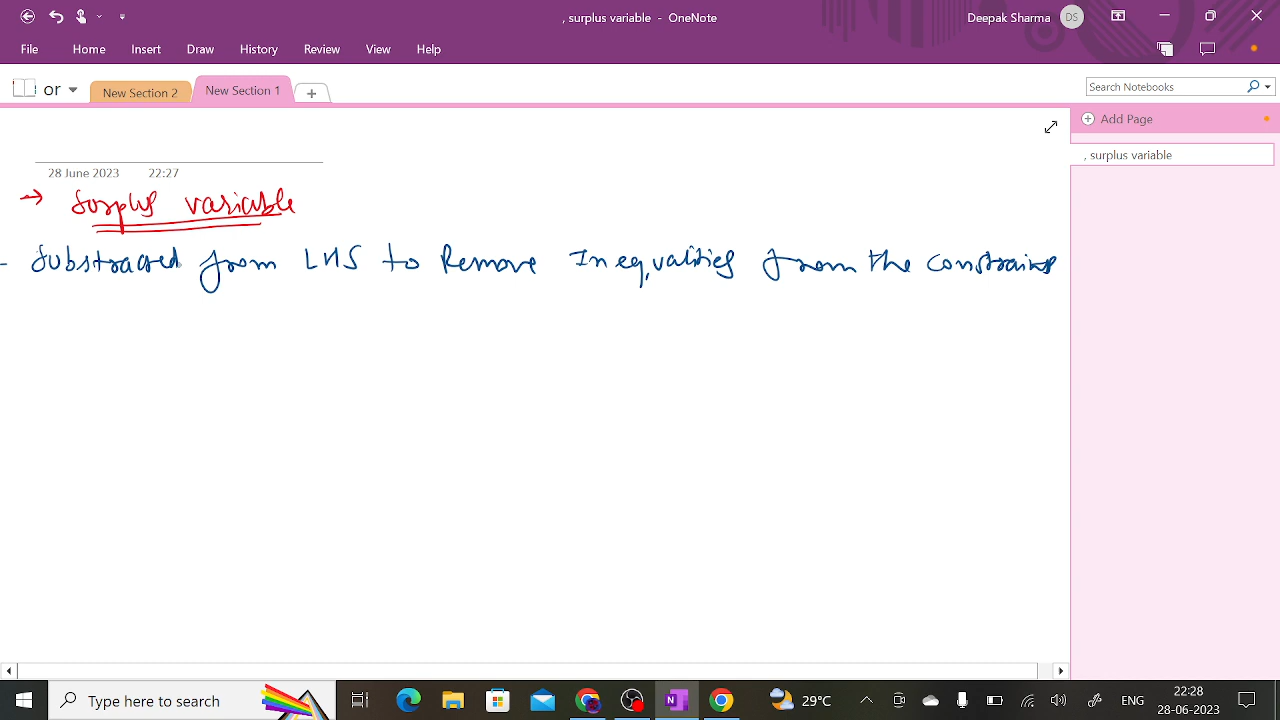 , surplus variable - OneNote
Deepak Sharma DS
File Home Insert Draw History Review View Help
or New Section 2 New Section 1
Search Notebooks
Add Page
, surplus variable
28 June 2023 22:27
→ Surplus variable
- Substracted from LHS to Remove Inequalities from the constrains
Type here to search
29°C
ENG
22:28
28-06-2023